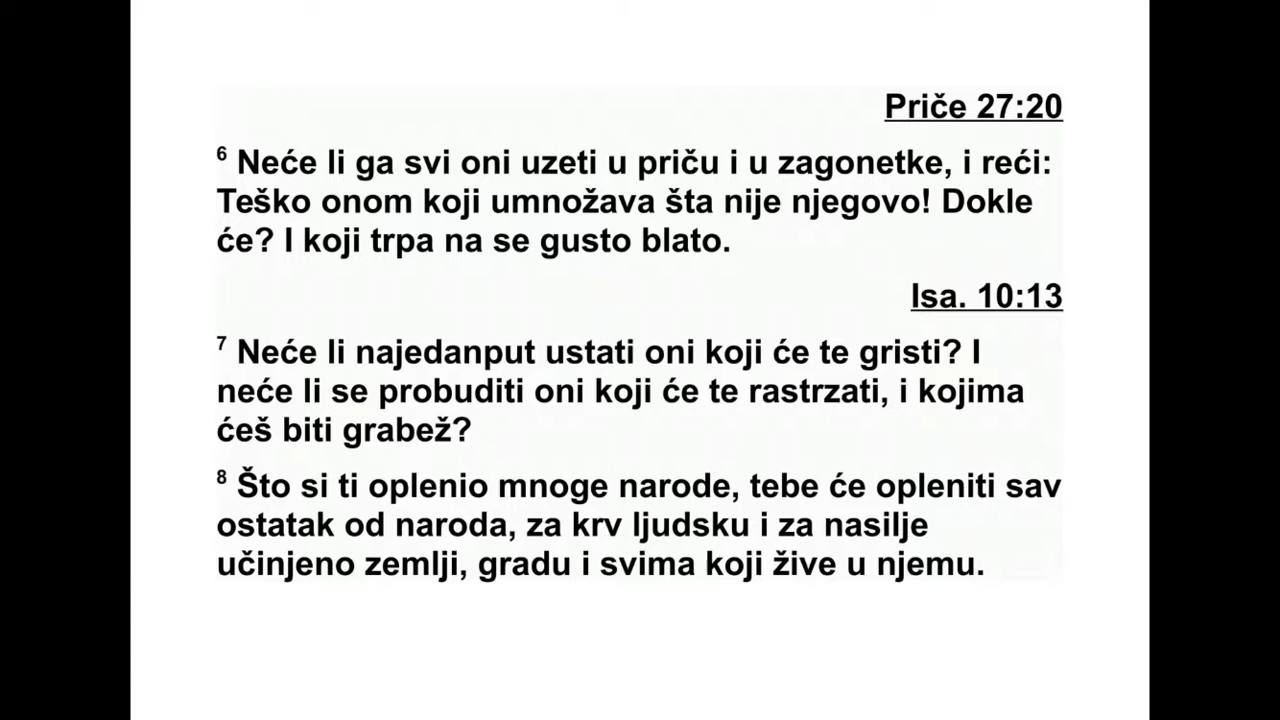 Priče 27:20
6 Neće li ga svi oni uzeti u priču i u zagonetke, i reći:
Teško onom koji umnožava šta nije njegovo! Dokle
će? I koji trpa na se gusto blato.
Isa. 10:13
7 Neće li najedanput ustati oni koji će te gristi? I
neće li se probuditi oni koji će te rastrzati, i kojima
ćeš biti grabež?
8 Što si ti oplenio mnoge narode, tebe će opleniti sav
ostatak od naroda, za krv ljudsku i za nasilje
učinjeno zemlji, gradu i svima koji žive u njemu.